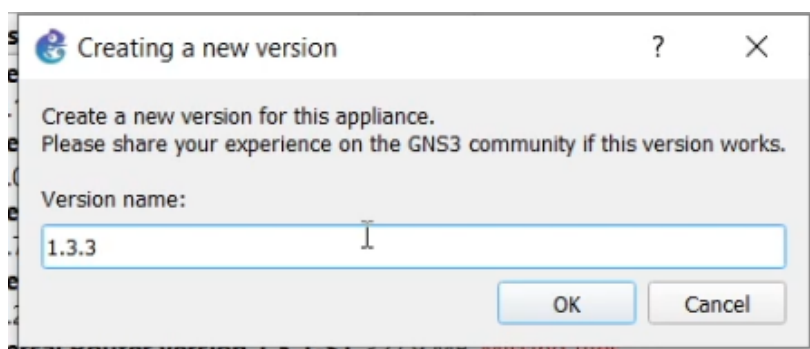 Creating a new version
?
Create a new version for this appliance.
Please share your experience on the GNS3 community if this version works.
Version name:
1.3.3
OK
Cancel